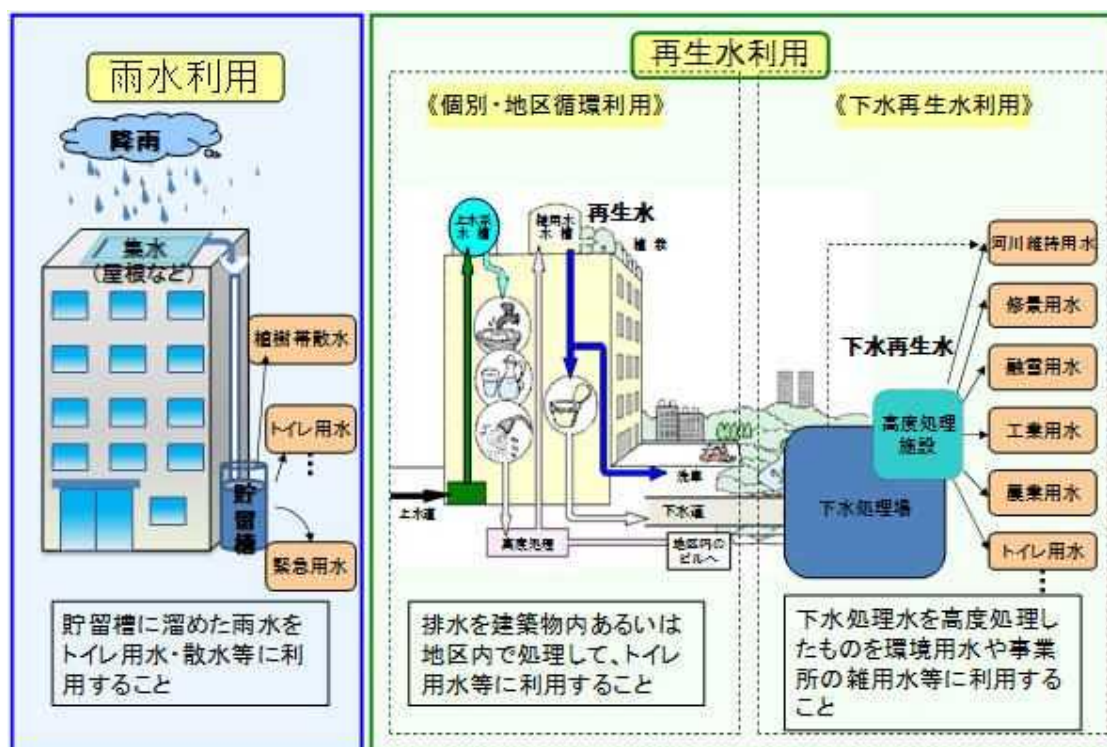 雨水利用
降雨
集水
(屋根など)
植樹帯散水
トイレ用水
貯留槽
緊急用水
貯留槽に溜めた雨水を
トイレ用水・散水等に利
用すること
再生水利用
《個別・地区循環利用》
上水系
水槽
雑用水
水槽
再生水
植栽
洗車
上水道
下水道
高度処理
地区内の
ビルへ
排水を建築物内あるいは
地区内で処理して、トイレ
用水等に利用すること
《下水再生水利用》
下水再生水
高度処理
施設
下水処理場
河川維持用水
修景用水
融雪用水
工業用水
農業用水
トイレ用水
下水処理水を高度処理し
たものを環境用水や事業
所の雑用水等に利用する
こと